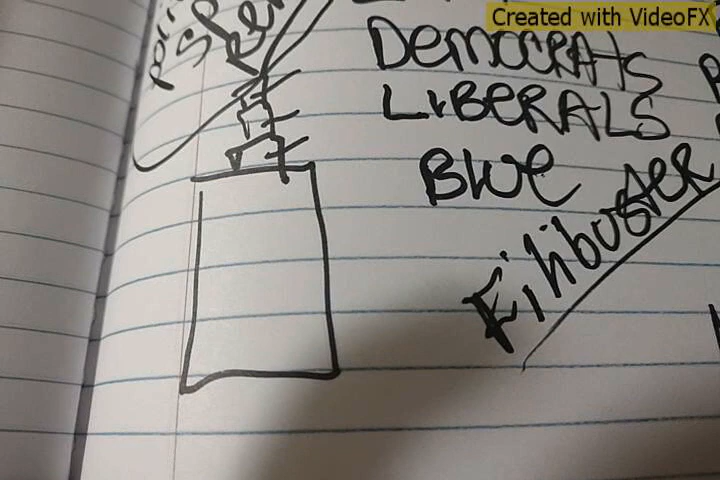 Created with VideoFX
DEMOCRATS
LIBERALS
BLUE
Filibuster